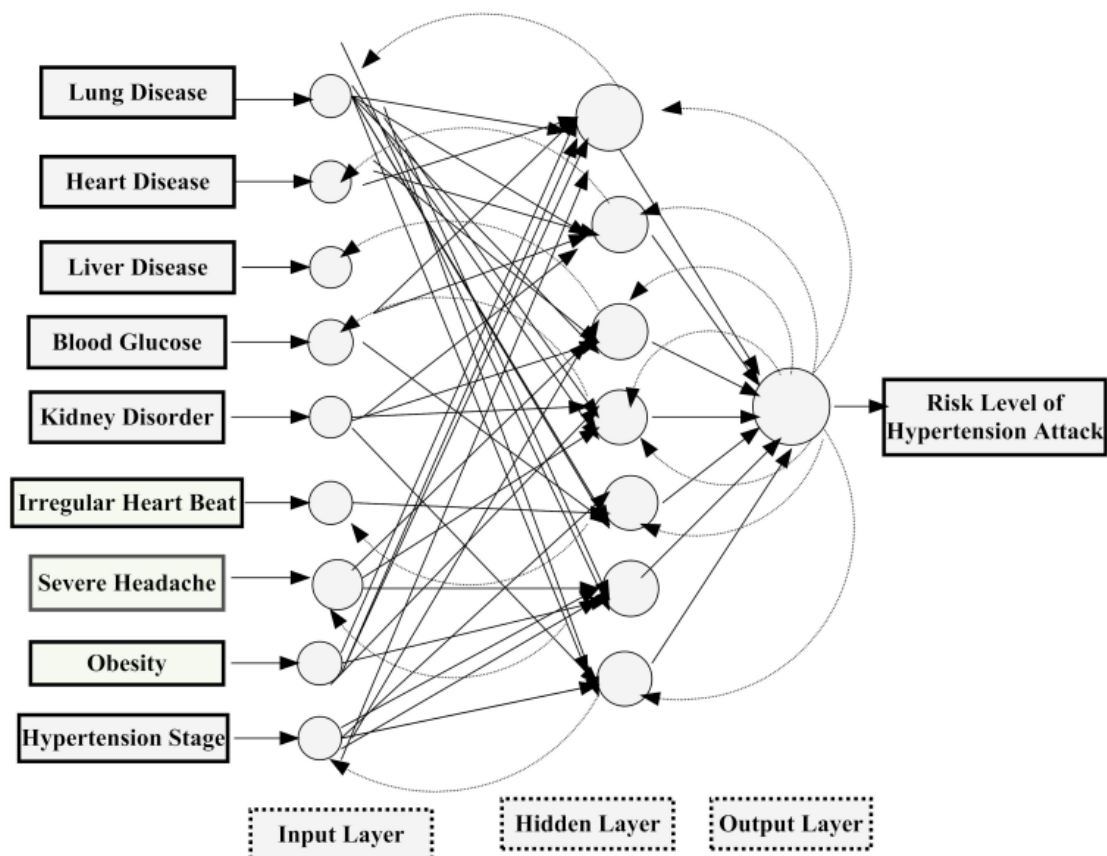 Lung Disease
Heart Disease
Liver Disease
Blood Glucose
Kidney Disorder
Irregular Heart Beat
Severe Headache
Obesity
Hypertension Stage
Risk Level of
Hypertension Attack
Input Layer
Hidden Layer
Output Layer